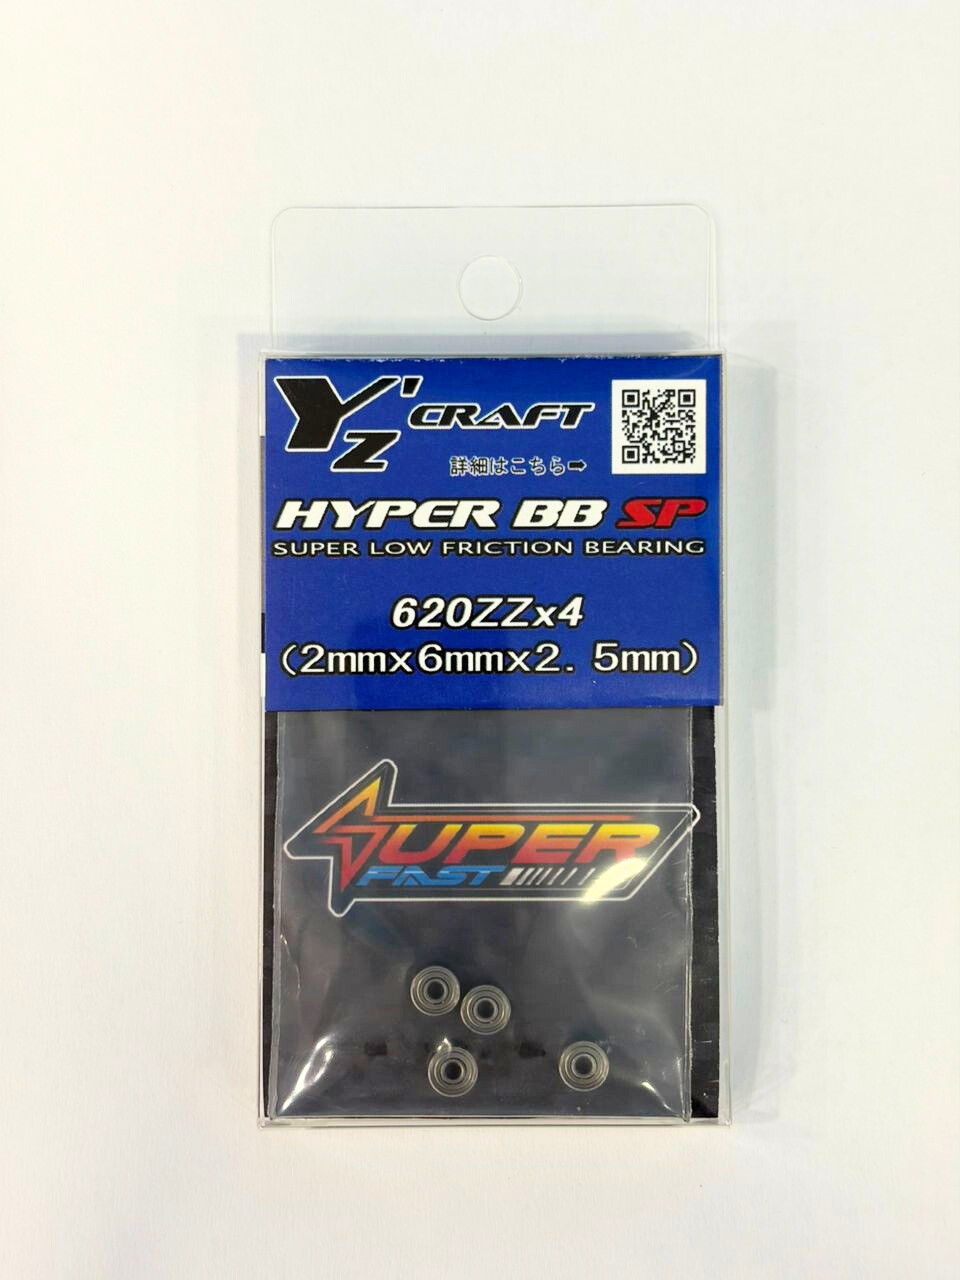 Y'z CRAFT
詳細はこちら➡
HYPER BB SP
SUPER LOW FRICTION BEARING
620ZZx4
(2mmx6mmx2. 5mm)
SUPER
FAST